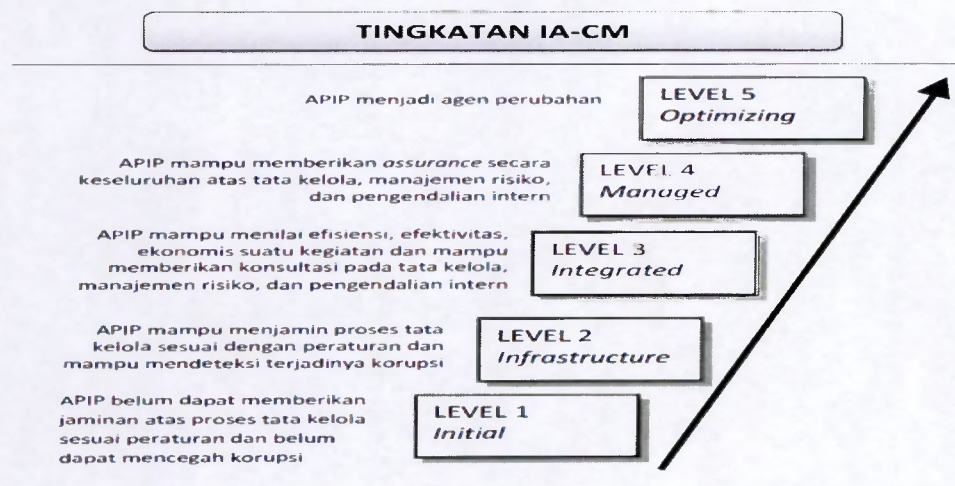 TINGKATAN IA-CM
APIP menjadi agen perubahan
LEVEL 5
Optimizing
APIP mampu memberikan assurance secara
keseluruhan atas tata kelola, manajemen risiko,
dan pengendalian intern
LEVEL 4
Managed
APIP mampu menilai efisiensi, efektivitas,
ekonomis suatu kegiatan dan mampu
memberikan konsultasi pada tata kelola,
manajemen risiko, dan pengendalian intern
LEVEL 3
Integrated
APIP mampu menjamin proses tata
kelola sesuai dengan peraturan dan
mampu mendeteksi terjadinya korupsi
LEVEL 2
Infrastructure
APIP belum dapat memberikan
jaminan atas proses tata kelola
sesuai peraturan dan belum
dapat mencegah korupsi
LEVEL 1
Initial